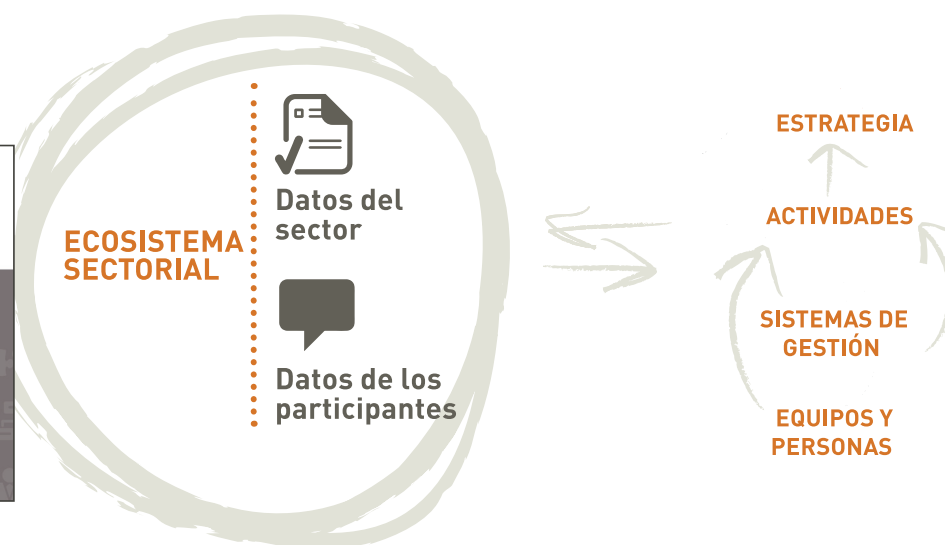 ECOSISTEMA
SECTORIAL
Datos del
sector
Datos de los
participantes
ESTRATEGIA
ACTIVIDADES
SISTEMAS DE
GESTIÓN
EQUIPOS Y
PERSONAS